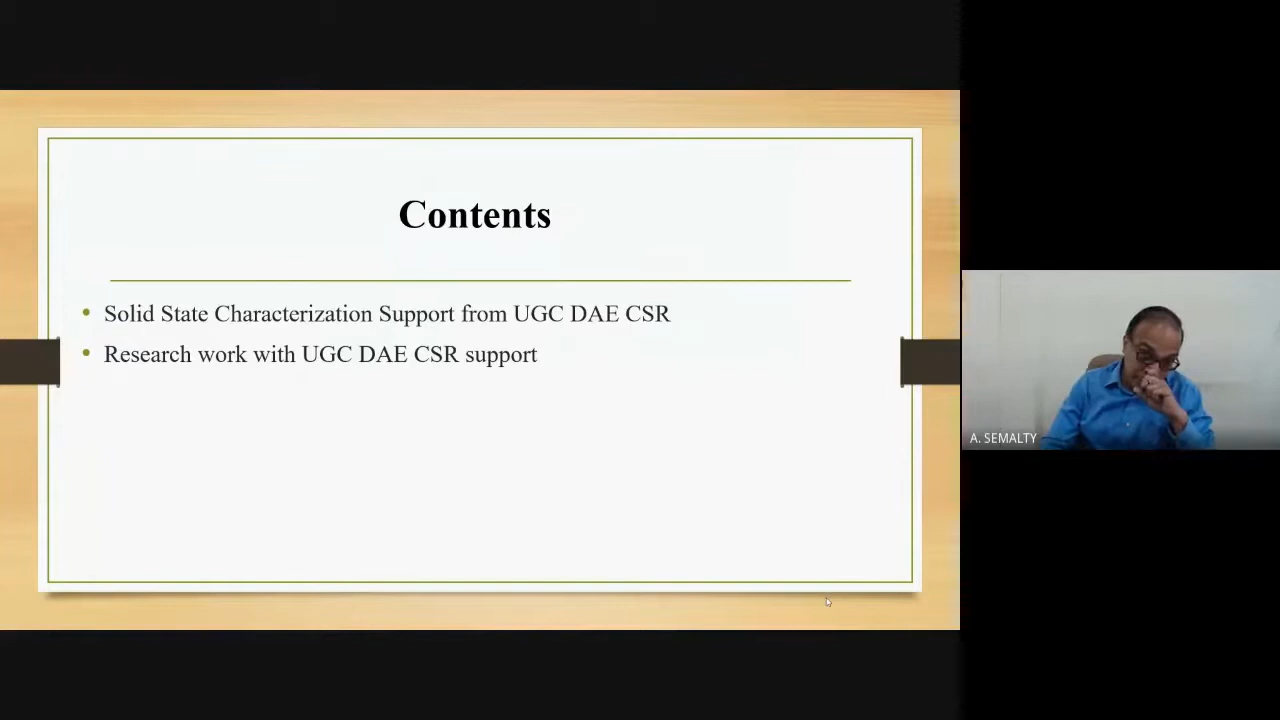 Contents
• Solid State Characterization Support from UGC DAE CSR
• Research work with UGC DAE CSR support
A. SEMALTY